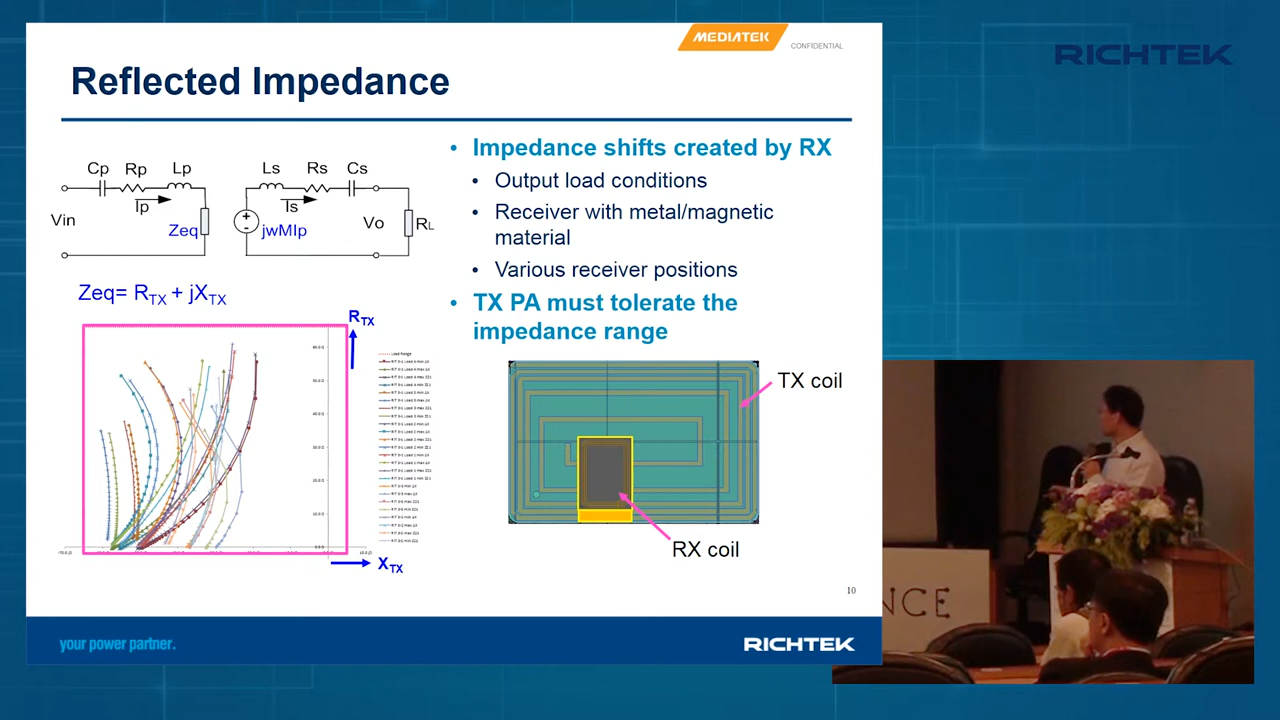 MEDIATEK
CONFIDENTIAL
RICHTEK
Reflected Impedance
Cp
Rp
Lp
Ls
Rs
Cs
Ip
Is
Vin
Zeq
jwMIp
Vo
RL
Zeq= RTX + jXTX
RTX
XTX
• Impedance shifts created by RX
• Output load conditions
• Receiver with metal/magnetic
material
• Various receiver positions
• TX PA must tolerate the
impedance range
TX coil
RX coil
10
your power partner.
RICHTEK
NCE